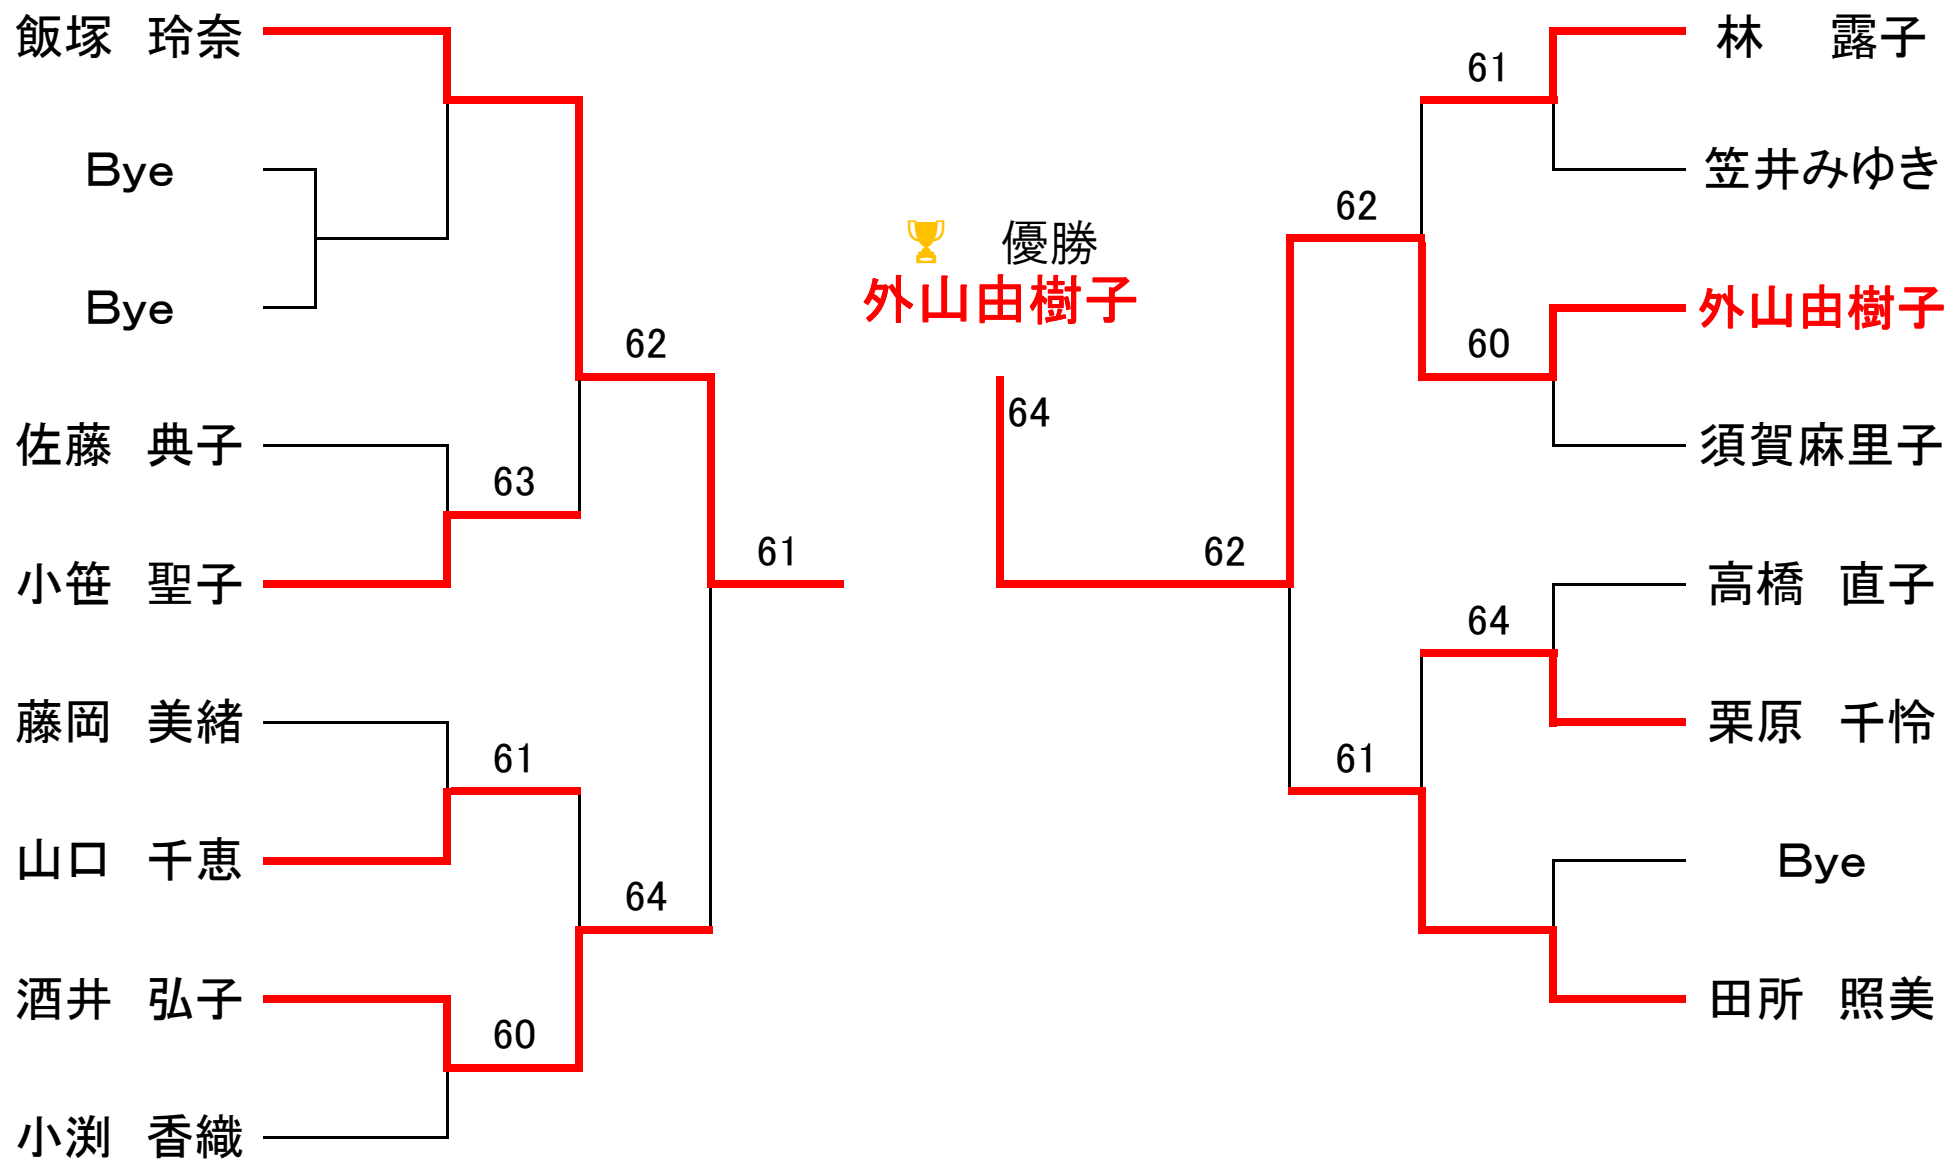 飯塚　玲奈
Bye
Bye
佐藤　典子
小笹　聖子
藤岡　美緒
山口　千恵
酒井　弘子
小渕　香織
63
61
60
62
64
61
優勝
外山由樹子
64
62
62
61
61
60
64
林　露子
笠井みゆき
外山由樹子
須賀麻里子
高橋　直子
栗原　千怜
Bye
田所　照美